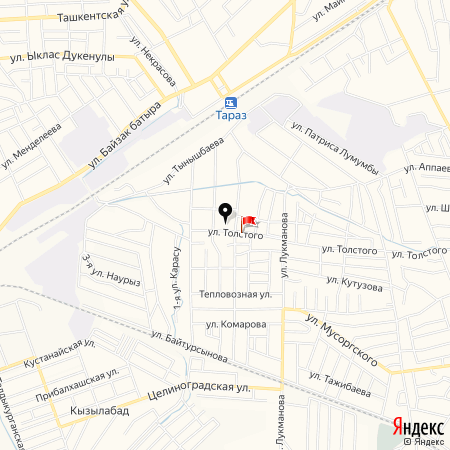 Ташкентская ул.
ул. Май
ул. Ыклас Дукенулы
ул. Некрасова
ул. Менделеева
ул. Байзак батыра
Тараз
ул. Тынышбаева
ул. Патриса Лумумбы
ул. Аппаев
ул. Ш
ул. Толстого
ул. Лукманова
ул. Толстого
ул. Толстого
3-я ул. Наурыз
1-я ул. Карасу
ул. Кутузова
Тепловозная ул.
ул. Комарова
ул. Мусоргского
ул. Байтурсынова
Кустанайская ул.
Прибалхашская ул.
Целиноградская ул.
ул. Тажибаева
Кызылабад
Талдыкурганская
ул. Лукманова
Яндекс
© Яндекс